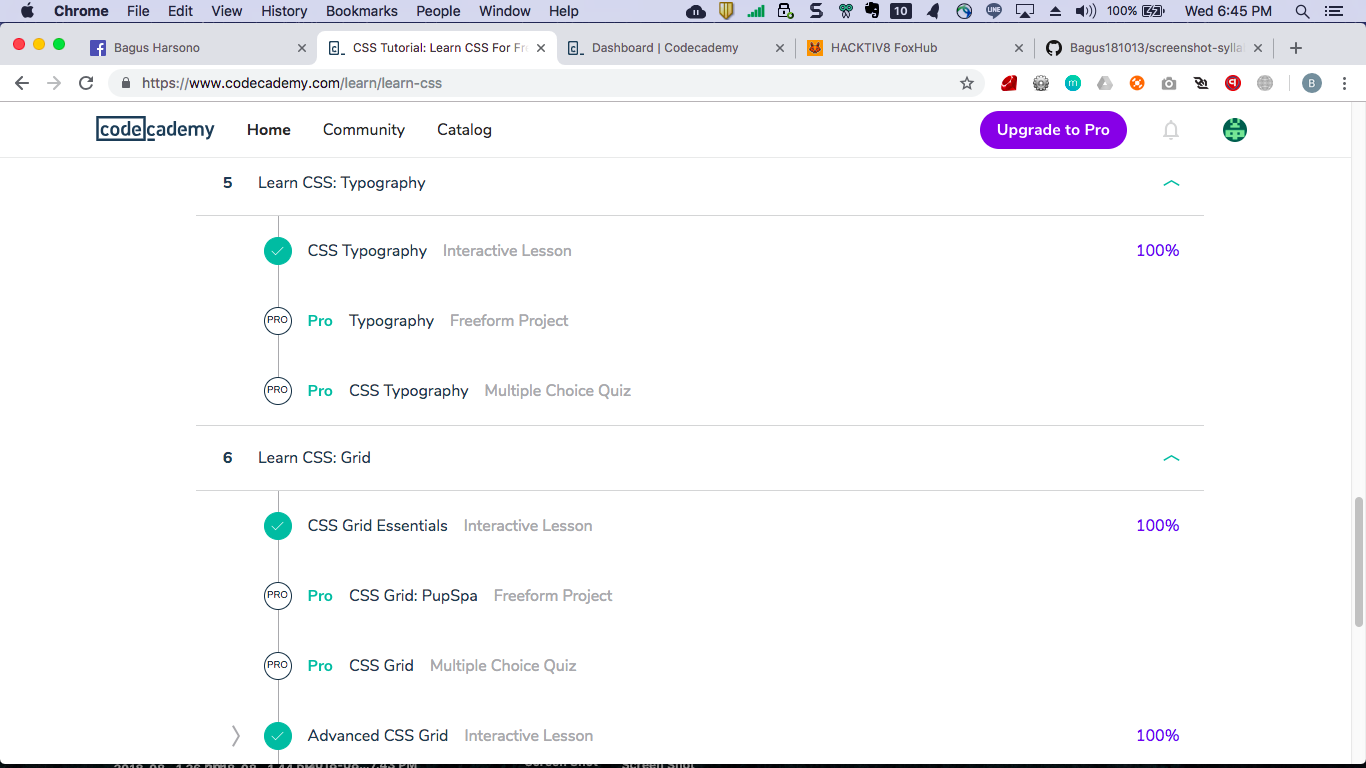 Chrome File Edit View History Bookmarks People Window Help 10 100% Wed 6:45 PM
Bagus Harsono CSS Tutorial: Learn CSS For Fr Dashboard | Codecademy HACKTIV8 FoxHub Bagus181013/screenshot-sylla
https://www.codecademy.com/learn/learn-css B
codecademy Home Community Catalog Upgrade to Pro
5 Learn CSS: Typography
CSS Typography Interactive Lesson 100%
PRO Pro Typography Freeform Project
PRO Pro CSS Typography Multiple Choice Quiz
6 Learn CSS: Grid
CSS Grid Essentials Interactive Lesson 100%
PRO Pro CSS Grid: PupSpa Freeform Project
PRO Pro CSS Grid Multiple Choice Quiz
Advanced CSS Grid Interactive Lesson 100%